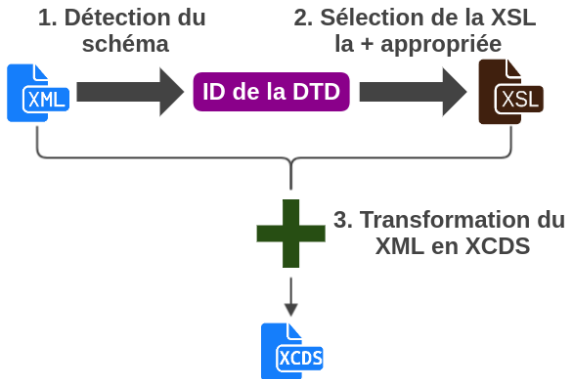 1. Détection du
schéma
2. Sélection de la XSL
la + appropriée
XML
ID de la DTD
XSL
3. Transformation du
XML en XCDS
XCDS